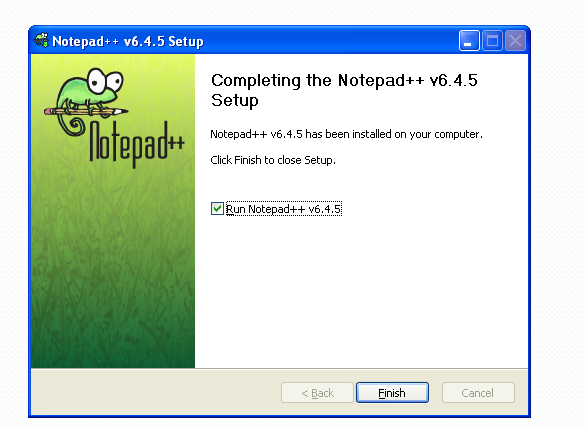 Notepad++ v6.4.5 Setup
Notepad++
Completing the Notepad++ v6.4.5
Setup
Notepad++ v6.4.5 has been installed on your computer.
Click Finish to close Setup.
Run Notepad++ v6.4.5
< Back
Finish
Cancel